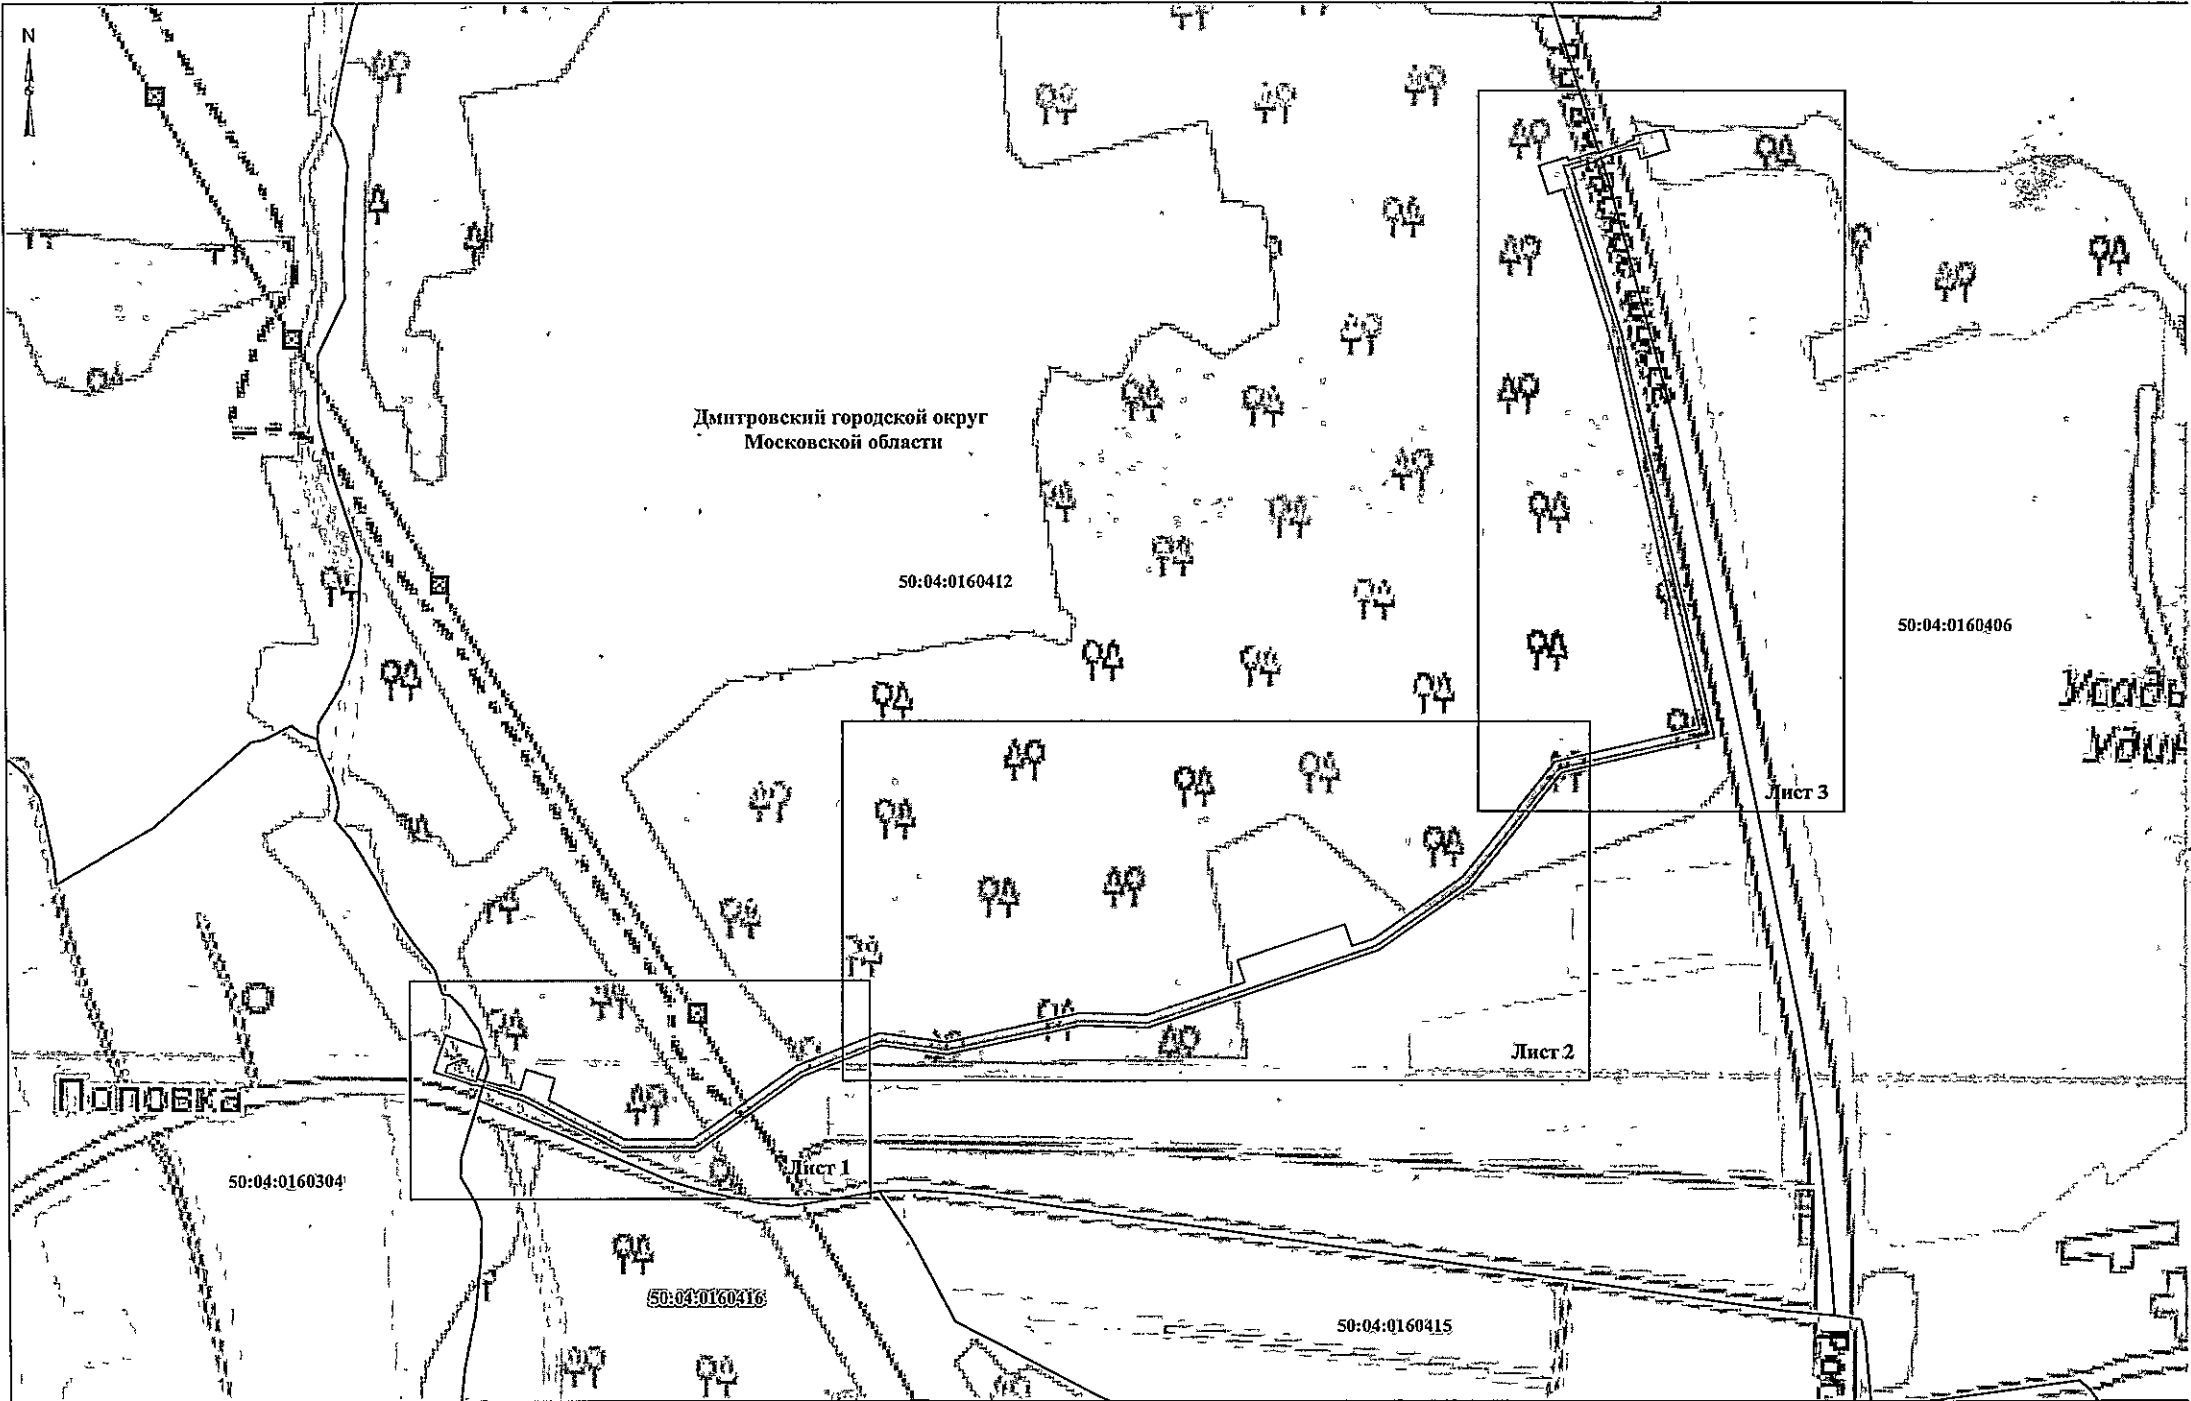 N
Дмитровский городской округ
Московской области
50:04:0160412
50:04:0160406
Лист 3
Лист 2
Поповка
Лист 1
50:04:0160304
50:04:0160416
50:04:0160415